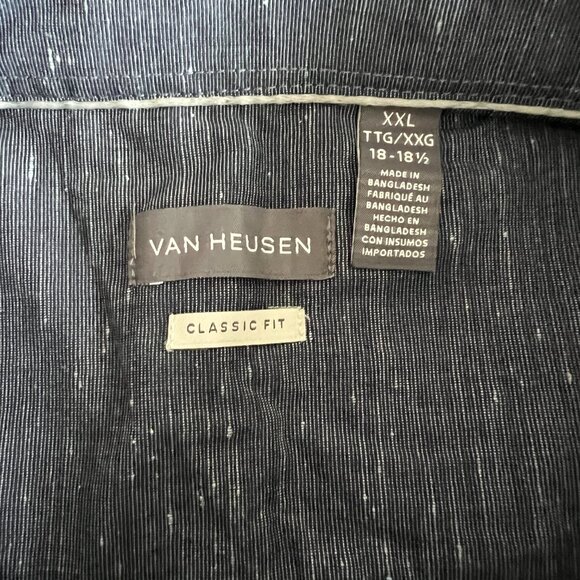 XXL
TTG/XXG
18-18½
MADE IN
BANGLADESH
FABRIQUÉ AU
BANGLADESH
HECHO EN
BANGLADESH
CON INSUMOS
IMPORTADOS
VAN HEUSEN
CLASSIC FIT